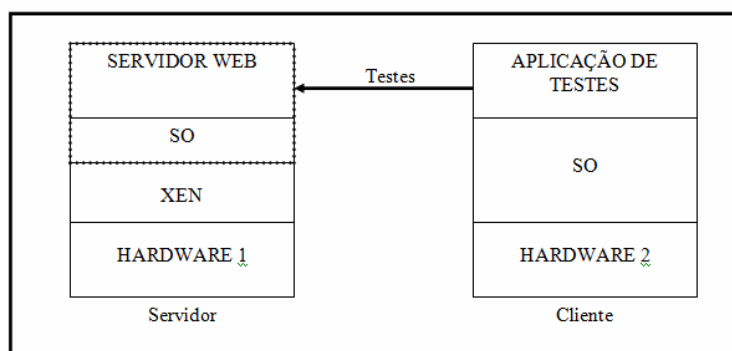 SERVIDOR WEB
SO
XEN
HARDWARE 1
Servidor
Testes
APLICAÇÃO DE
TESTES
SO
HARDWARE 2
Cliente